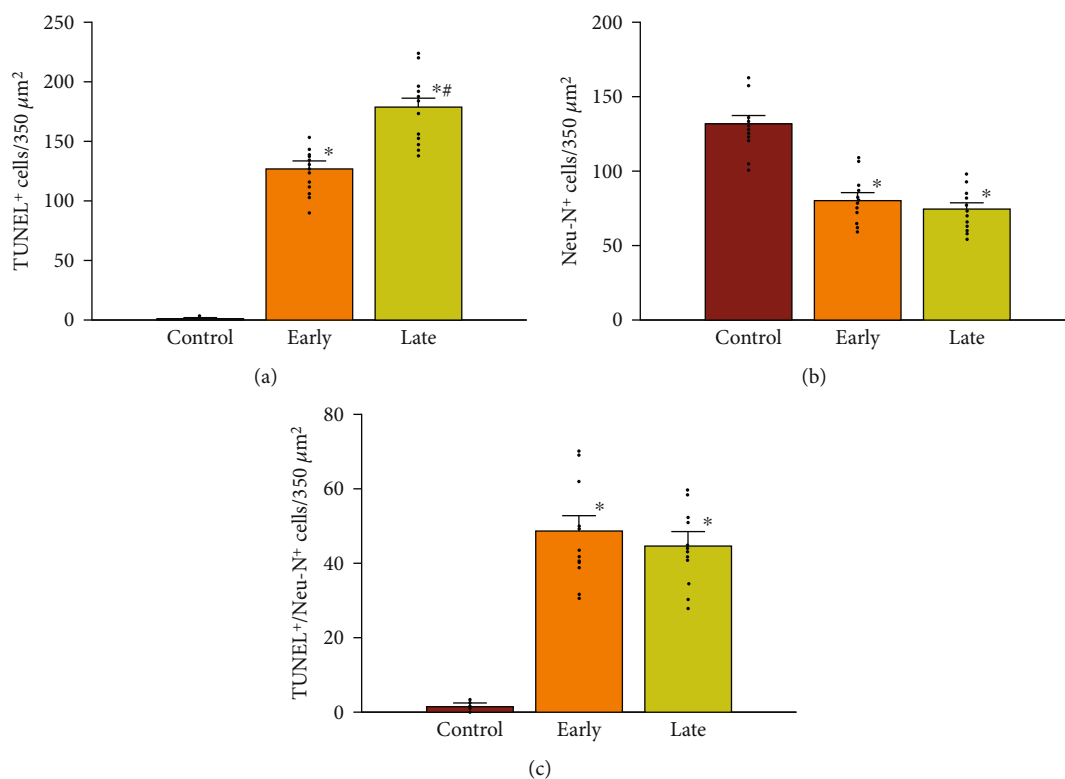 250
200
150
100
50
0
TUNEL⁺ cells/350 μm²
*
*#
Control Early Late
(a)
200
150
100
50
0
Neu-N⁺ cells/350 μm²
*
*
Control Early Late
(b)
80
60
40
20
0
TUNEL⁺/Neu-N⁺ cells/350 μm²
*
*
Control Early Late
(c)